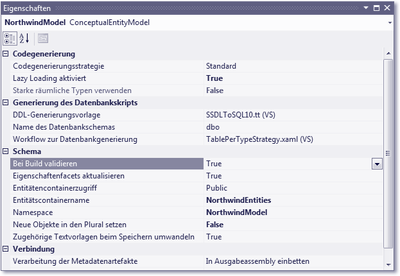 Eigenschaften
NorthwindModel ConceptualEntityModel
Codegenerierung
Codegenerierungsstrategie Standard
Lazy Loading aktiviert True
Starke räumliche Typen verwenden False
Generierung des Datenbankskripts
DDL-Generierungsvorlage SSDLToSQL10.tt (VS)
Name des Datenbankschemas dbo
Workflow zur Datenbankgenerierung TablePerTypeStrategy.xaml (VS)
Schema
Bei Build validieren True
Eigenschaftenfacets aktualisieren True
Entitätencontainerzugriff Public
Entitätscontainername NorthwindEntities
Namespace NorthwindModel
Neue Objekte in den Plural setzen False
Zugehörige Textvorlagen beim Speichern umwandeln True
Verbindung
Verarbeitung der Metadatenartefakte In Ausgabeassembly einbetten